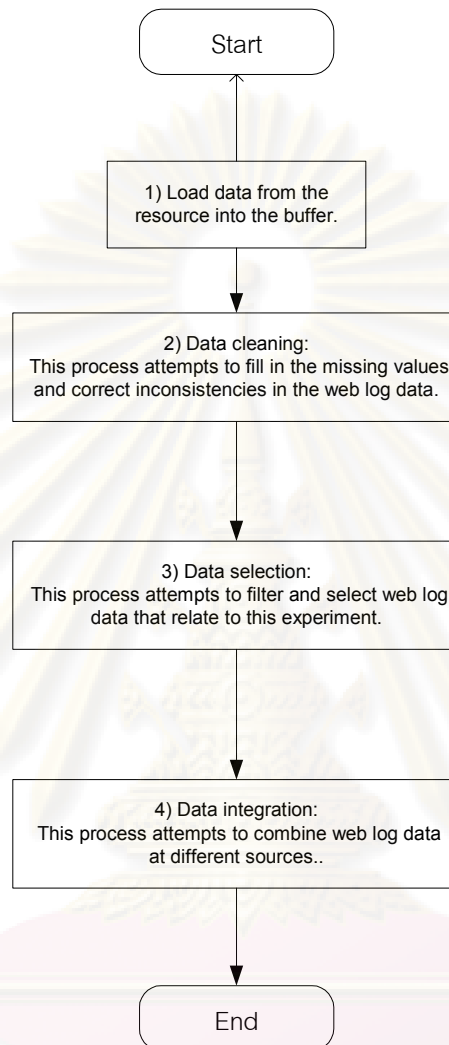 Start
1) Load data from the
resource into the buffer.
2) Data cleaning:
This process attempts to fill in the missing values
and correct inconsistencies in the web log data.
3) Data selection:
This process attempts to filter and select web log
data that relate to this experiment.
4) Data integration:
This process attempts to combine web log data
at different sources..
End